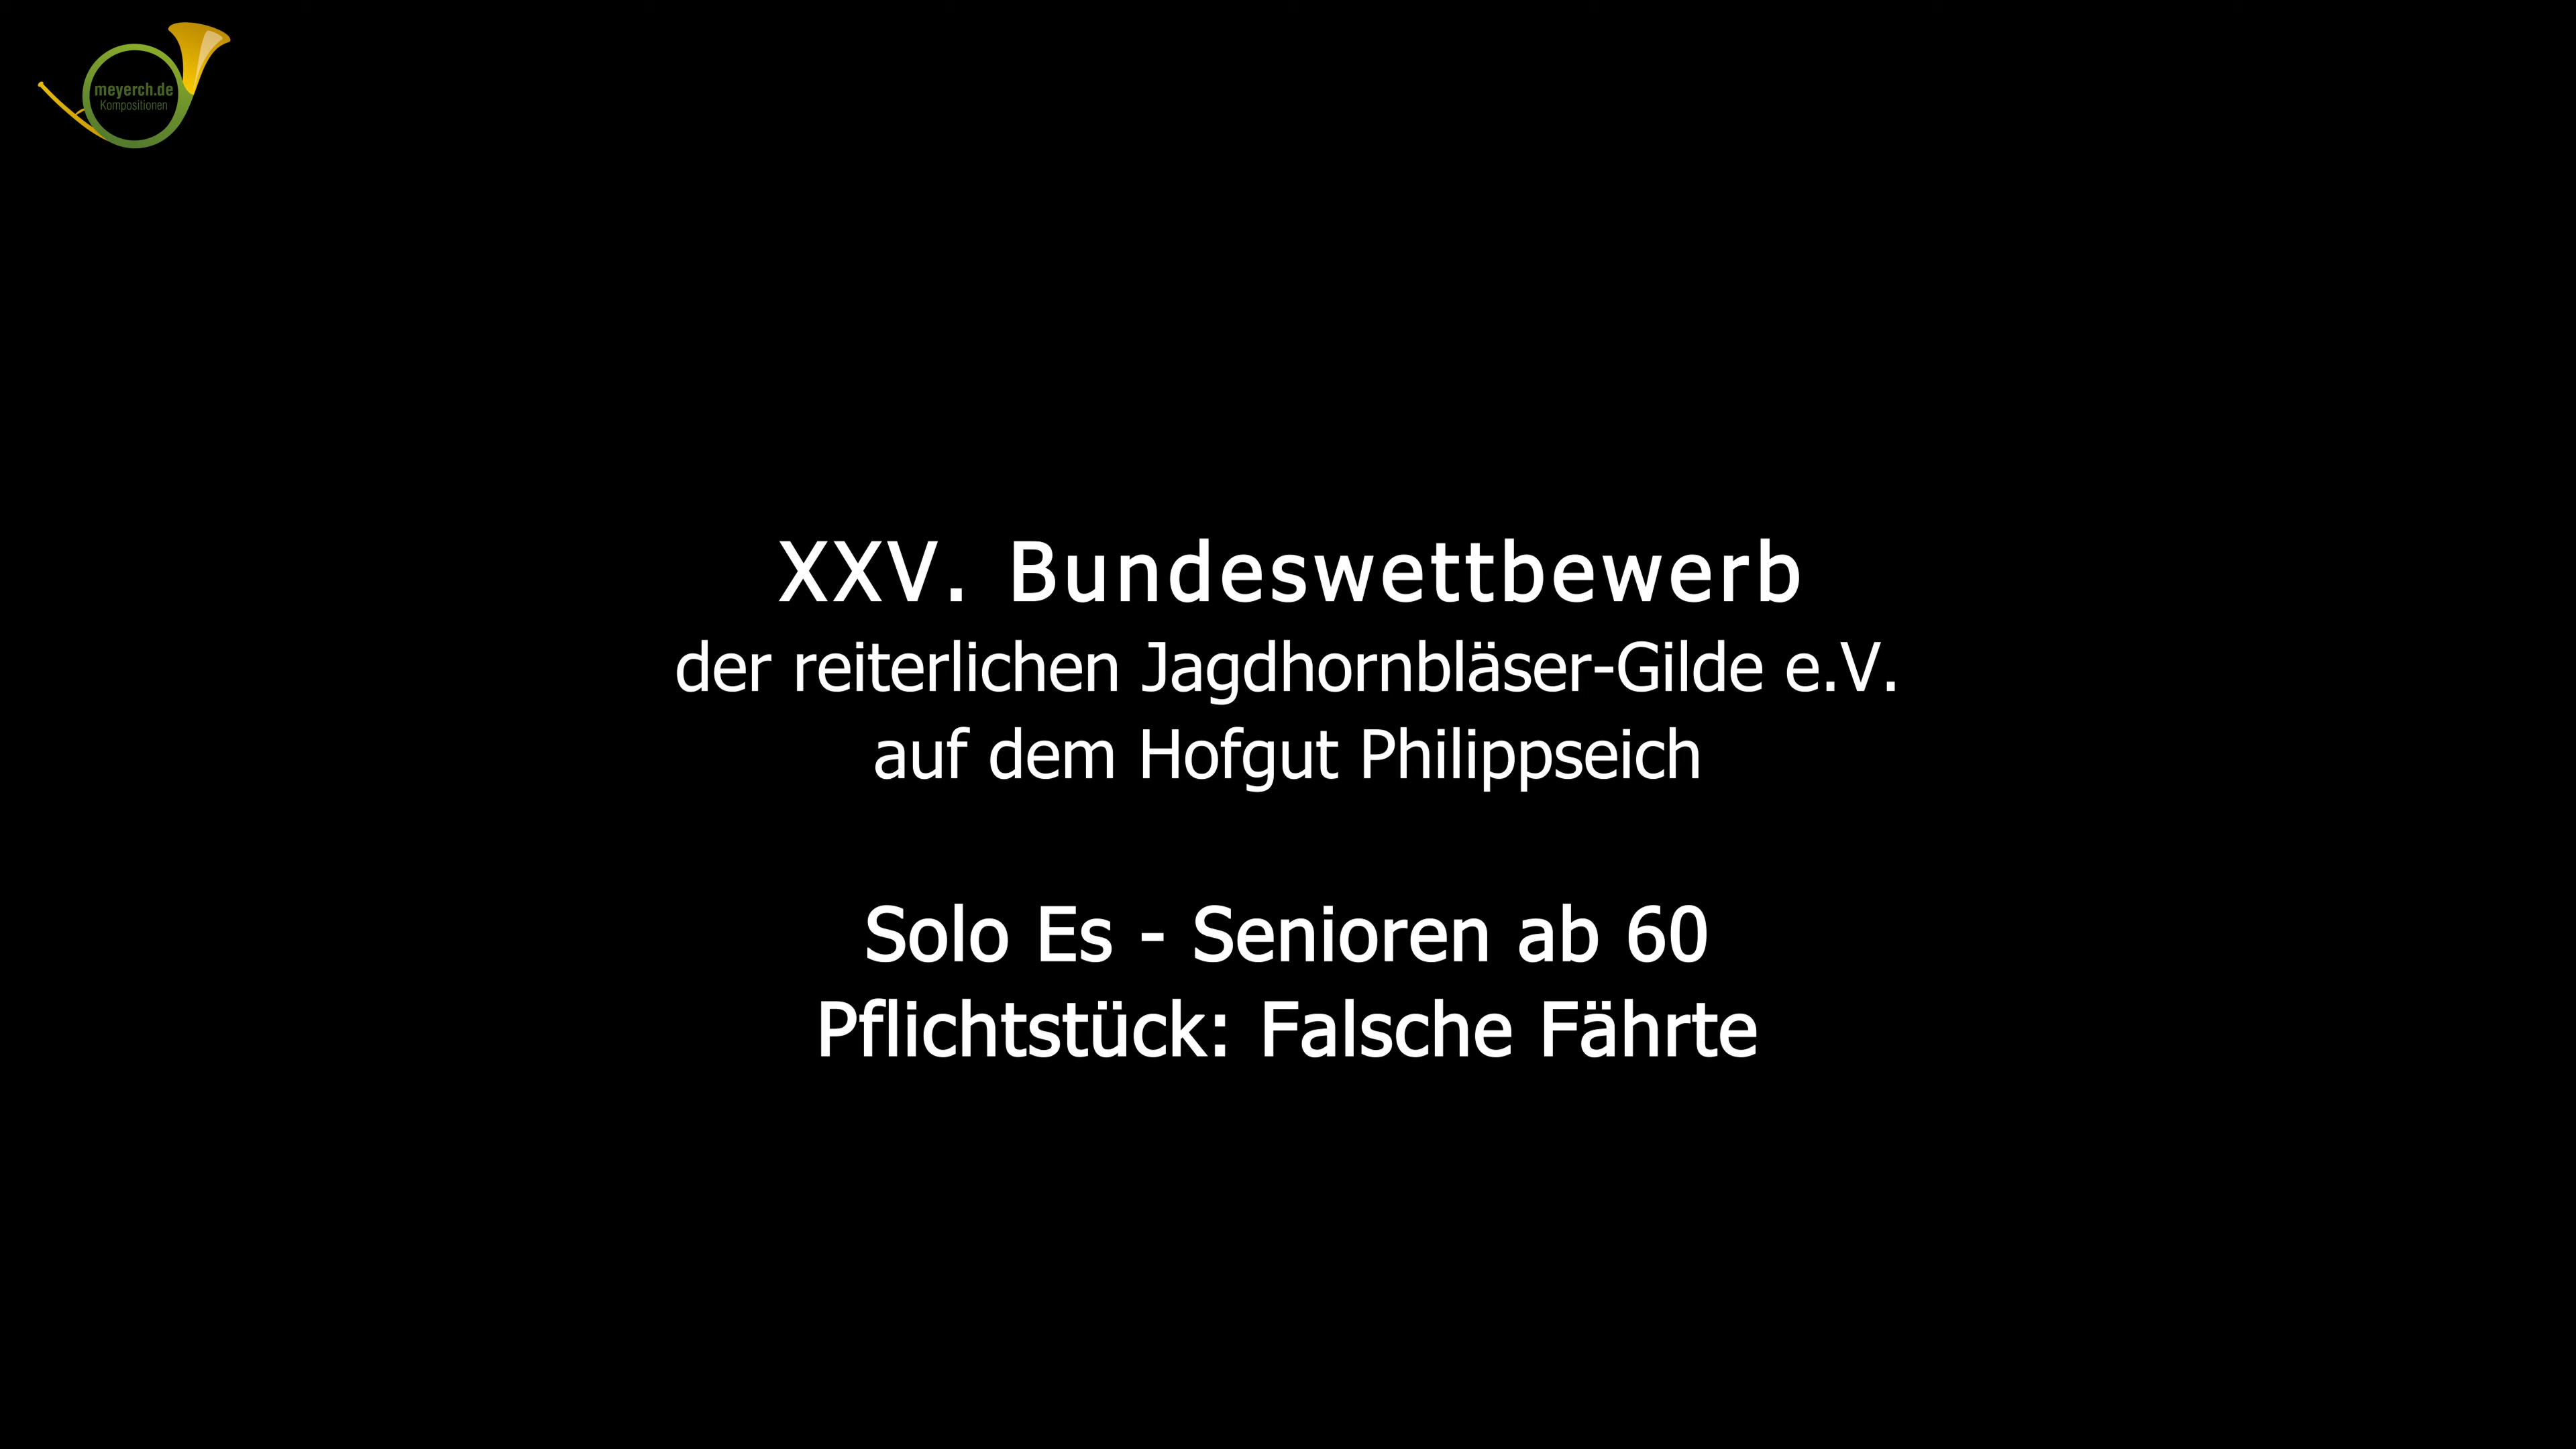 meyerch.de
Kompositionen
XXV. Bundeswettbewerb
der reiterlichen Jagdhornbläser-Gilde e.V.
auf dem Hofgut Philippseich
Solo Es - Senioren ab 60
Pflichtstück: Falsche Fährte